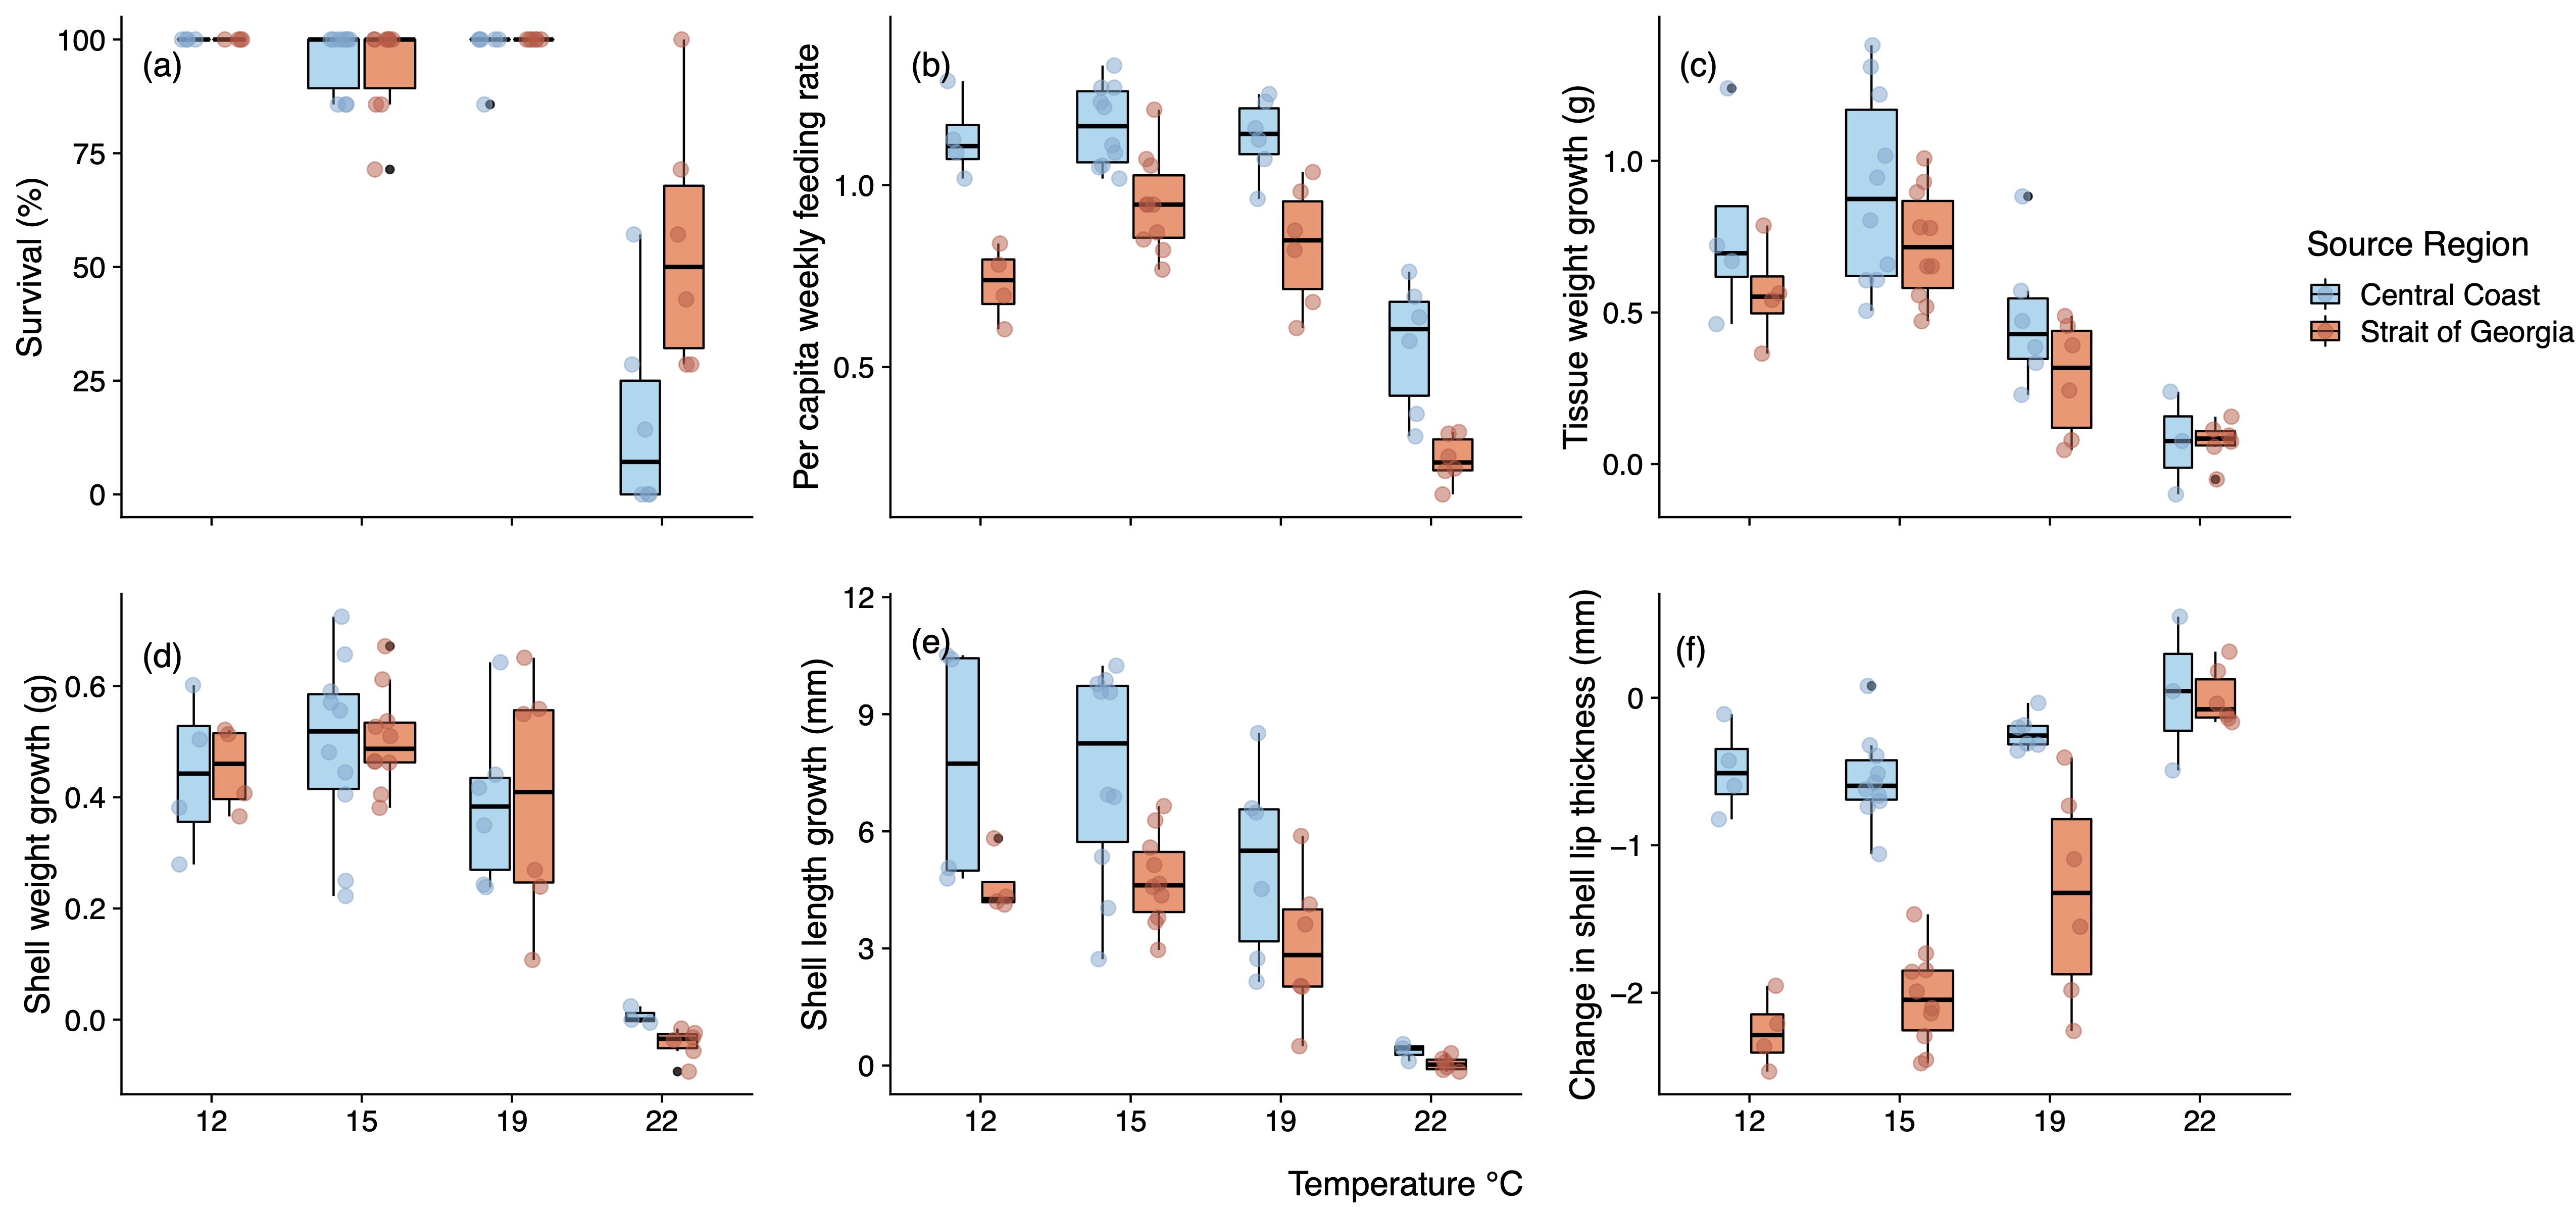 (a)
Survival (%)
100
75
50
25
0
(b)
Per capita weekly feeding rate
1.0
0.5
(c)
Tissue weight growth (g)
1.0
0.5
0.0
Source Region
Central Coast
Strait of Georgia
(d)
Shell weight growth (g)
0.6
0.4
0.2
0.0
12 15 19 22
(e)
Shell length growth (mm)
12
9
6
3
0
12 15 19 22
(f)
Change in shell lip thickness (mm)
0
−1
−2
12 15 19 22
Temperature °C